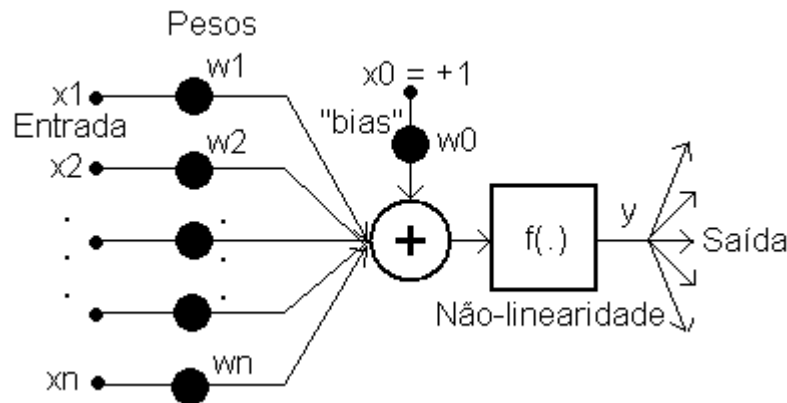 Pesos
w1
x0 = +1
x1
"bias"
Entrada
w2
w0
x2
+
f(.)
y
Saída
Não-linearidade
xn
wn